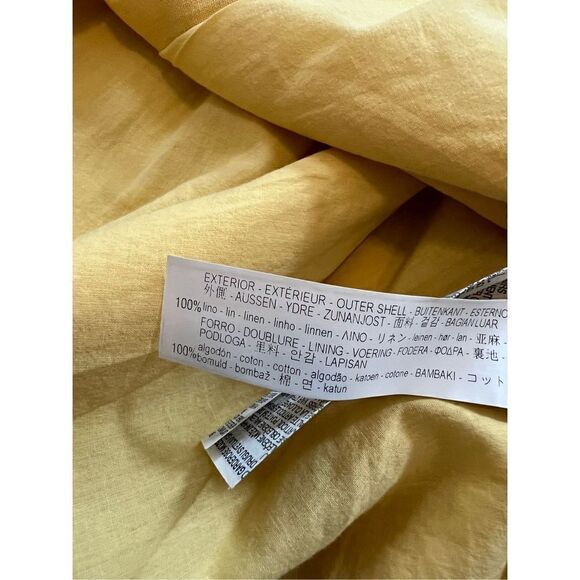 EXTERIOR - EXTÉRIEUR - OUTER SHELL - BUITENKANT - ESTERNO
外側 - AUSSEN - YDRE - ZUNANJOST - 面料 - 겉감 - BAGIAN LUAR
100% lino - lin - linen - linho - linnen - ΛΙΝΟ - リネン - leinen - nør - lan - 亚麻 -
FORRO - DOUBLURE - LINING - VOERING - FODERA - ΦΟΔΡΑ - 裏池
PODLOGA - 里料 - 안감 - LAPISAN
100% algodón - coton - cotton - algodão - katoen - cotone - BAMBAKI - コット
bomuld - bombaž - 棉 - 면 - katun